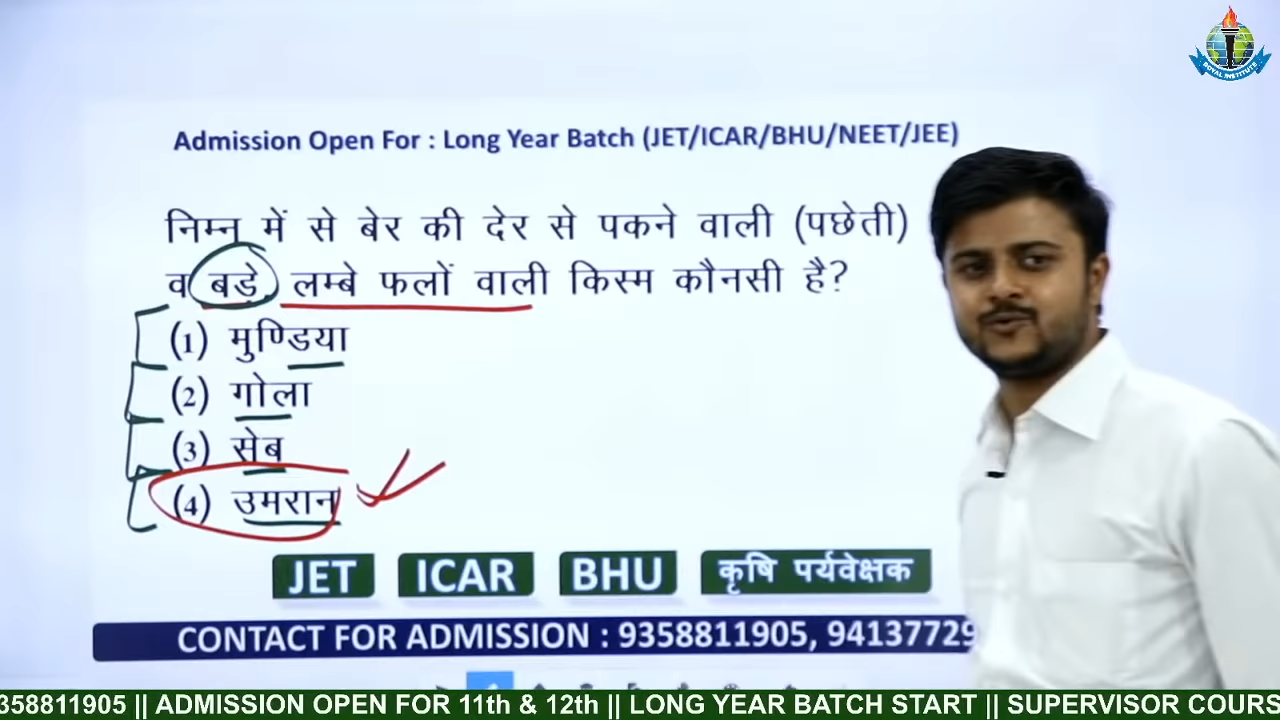 ROYAL INSTITUTE
Admission Open For : Long Year Batch (JET/ICAR/BHU/NEET/JEE)
निम्न में से बेर की देर से पकने वाली (पछेती)
व बड़े, लम्बे फलों वाली किस्म कौनसी है?
(1) मुण्डिया
(2) गोला
(3) सेब
(4) उमरान
JET ICAR BHU कृषि पर्यवेक्षक
CONTACT FOR ADMISSION : 9358811905, 94137729
358811905 || ADMISSION OPEN FOR 11th & 12th || LONG YEAR BATCH START || SUPERVISOR COURS